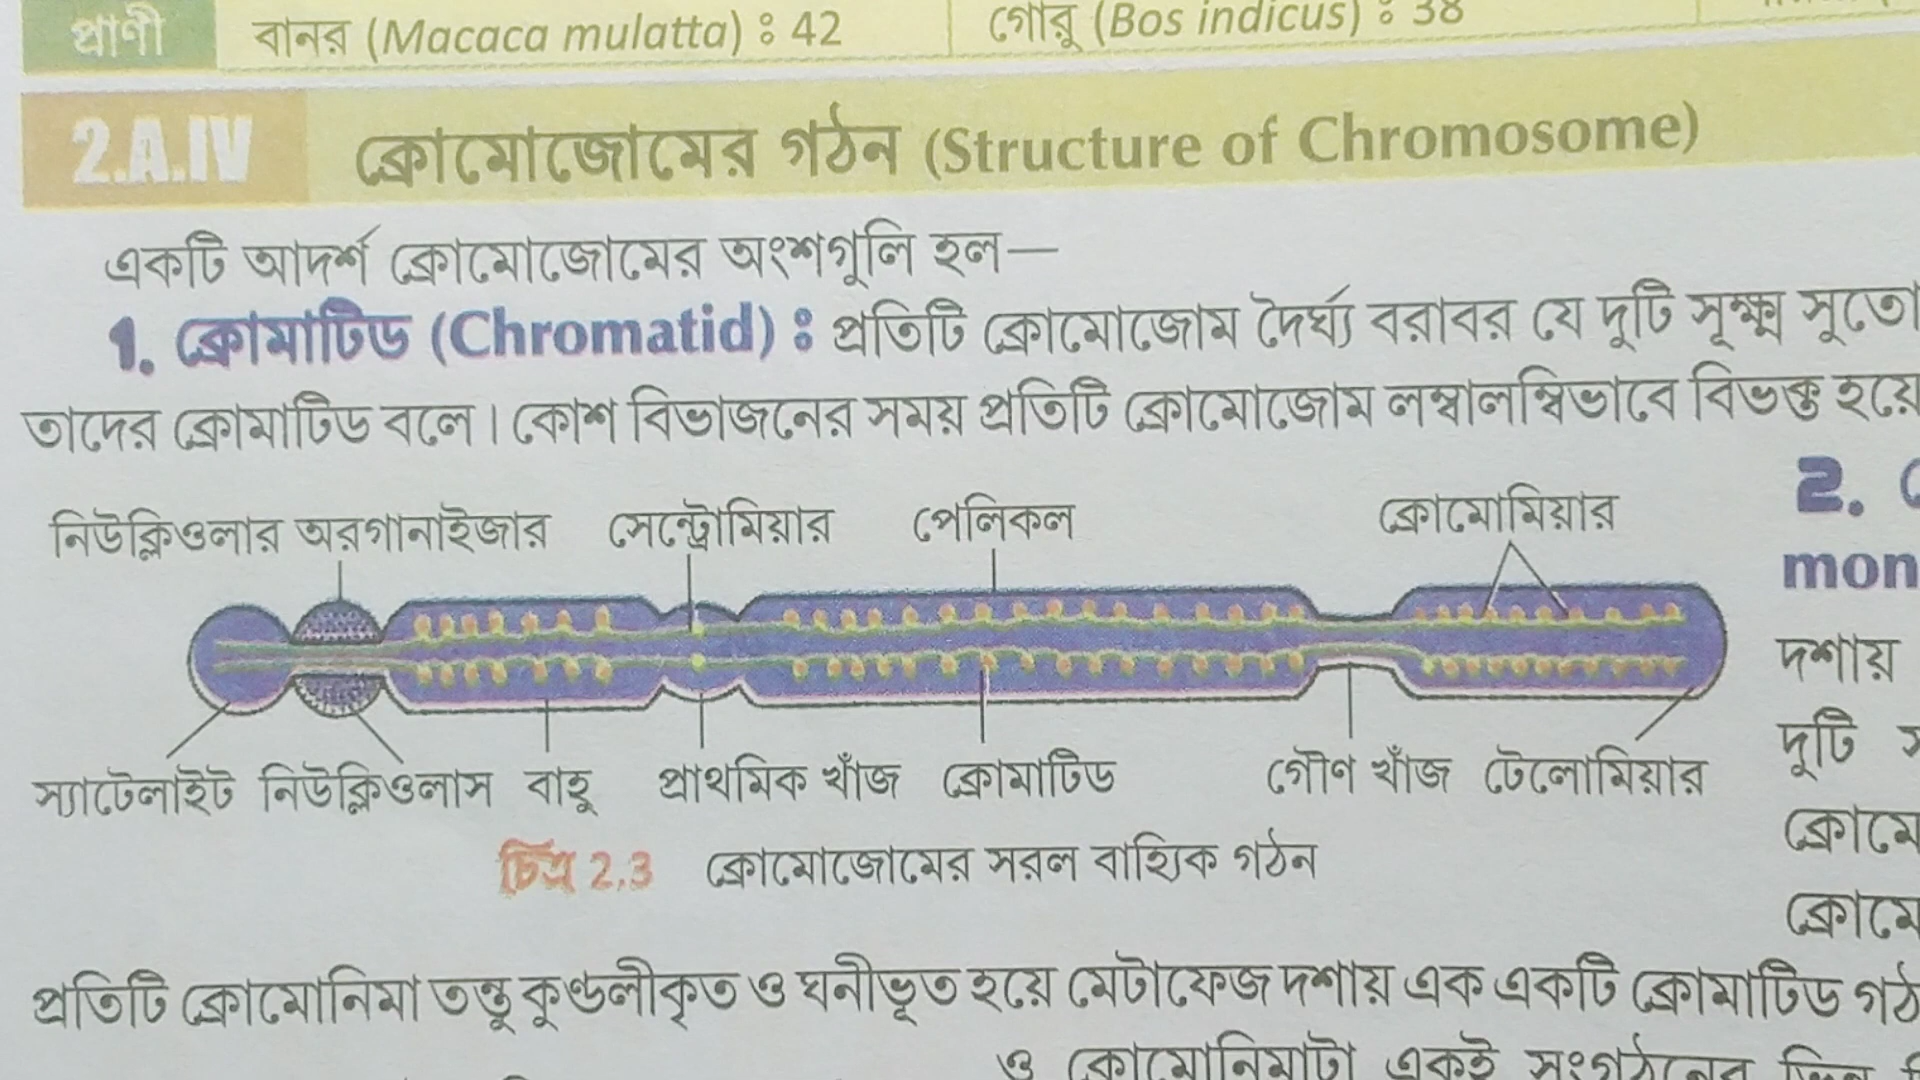 প্রাণী বানর (Macaca mulatta) ঃ 42 গোরু (Bos indicus) ঃ 38
2.A.IV ক্রোমোজোমের গঠন (Structure of Chromosome)
একটি আদর্শ ক্রোমোজোমের অংশগুলি হল—
1. ক্রোমাটিড (Chromatid) ঃ প্রতিটি ক্রোমোজোম দৈর্ঘ্য বরাবর যে দুটি সূক্ষ্ম সুতো
তাদের ক্রোমাটিড বলে। কোশ বিভাজনের সময় প্রতিটি ক্রোমোজোম লম্বালম্বিভাবে বিভক্ত হয়ে
নিউক্লিওলার অরগানাইজার সেন্ট্রোমিয়ার পেলিকল ক্রোমোমিয়ার
স্যাটেলাইট নিউক্লিওলাস বাহু প্রাথমিক খাঁজ ক্রোমাটিড গৌণ খাঁজ টেলোমিয়ার
চিত্র 2.3 ক্রোমোজোমের সরল বাহ্যিক গঠন
2.
mon
দশায়
দুটি
ক্রোমো
ক্রোমো
প্রতিটি ক্রোমোনিমা তন্তু কুণ্ডলীকৃত ও ঘনীভূত হয়ে মেটাফেজ দশায় এক একটি ক্রোমাটিড গঠ
ও ক্রোমোনিমাটা একই সংগঠনের ভিন্ন